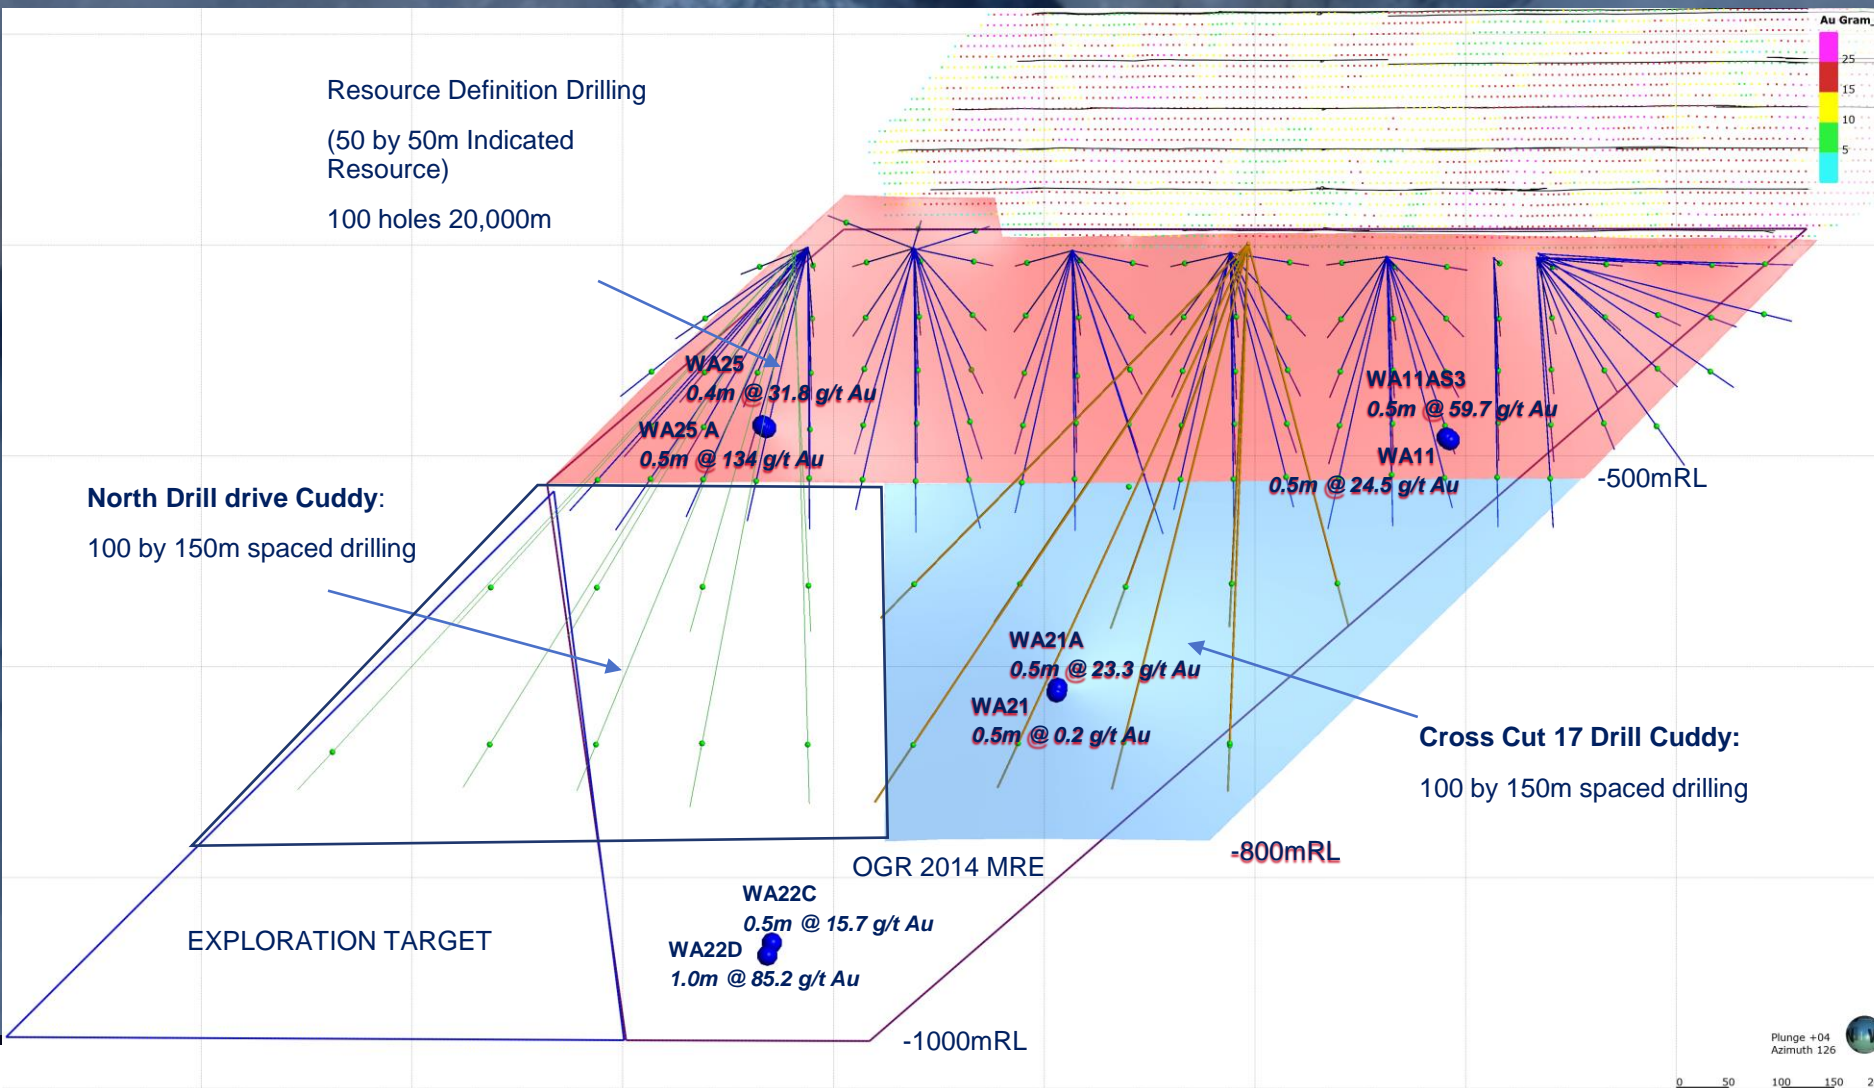 Au Gram_
25
15
10
5
Resource Definition Drilling
(50 by 50m Indicated
Resource)
100 holes 20,000m
WA25
0.4m @ 31.8 g/t Au
WA25 A
0.5m @ 134 g/t Au
WA11AS3
0.5m @ 59.7 g/t Au
WA11
0.5m @ 24.5 g/t Au
-500mRL
North Drill drive Cuddy:
100 by 150m spaced drilling
WA21A
0.5m @ 23.3 g/t Au
WA21
0.5m @ 0.2 g/t Au
Cross Cut 17 Drill Cuddy:
100 by 150m spaced drilling
-800mRL
OGR 2014 MRE
WA22C
0.5m @ 15.7 g/t Au
WA22D
1.0m @ 85.2 g/t Au
EXPLORATION TARGET
-1000mRL
Plunge +04
Azimuth 126
0 50 100 150